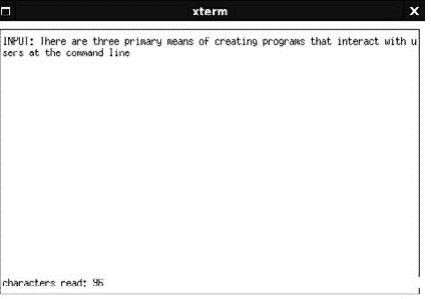 xterm
INPUT: There are three primary means of creating programs that interact with u
sers at the command line
characters read: 96